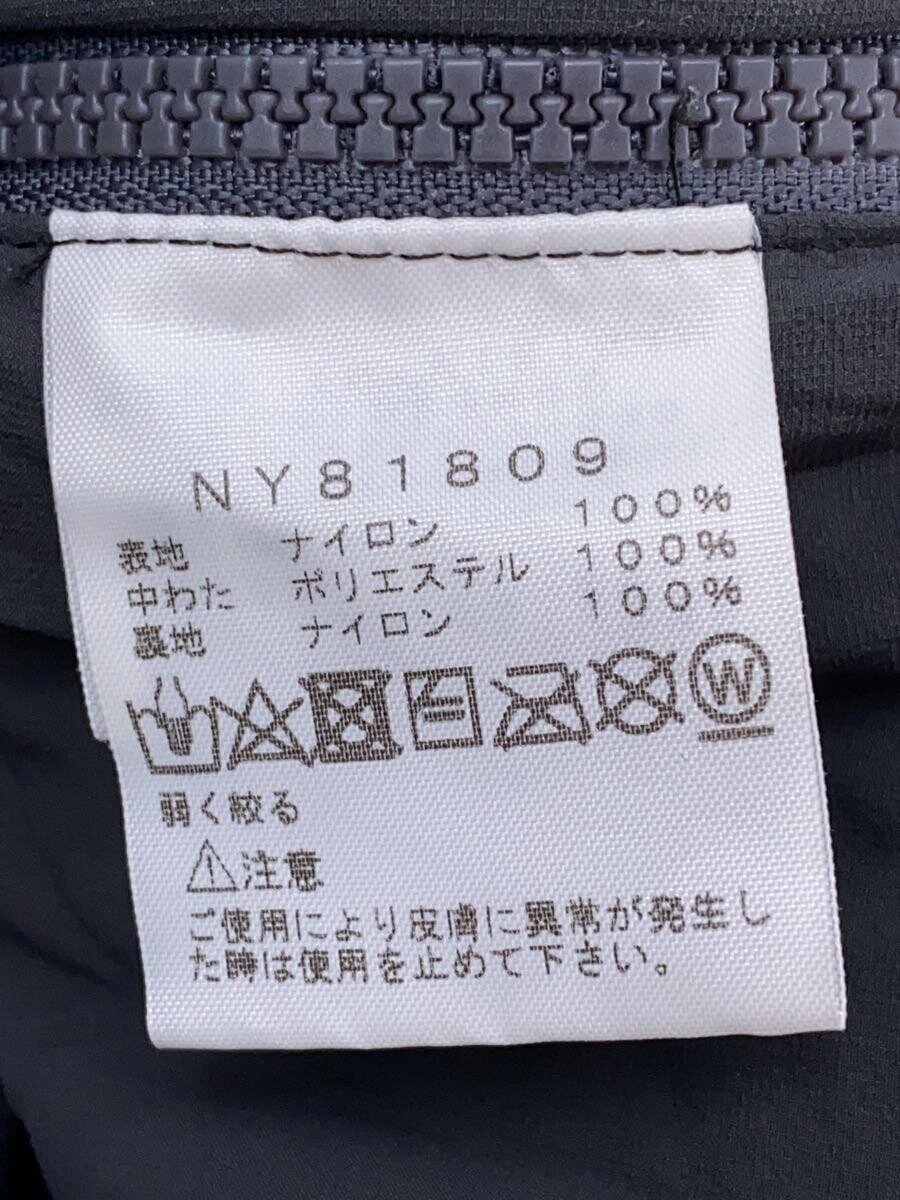 NY81809
表地 ナイロン 100%
中わた ポリエステル 100%
裏地 ナイロン 100%
W
弱く絞る
⚠注意
ご使用により皮膚に異常が発生し
た時は使用を止めて下さい。